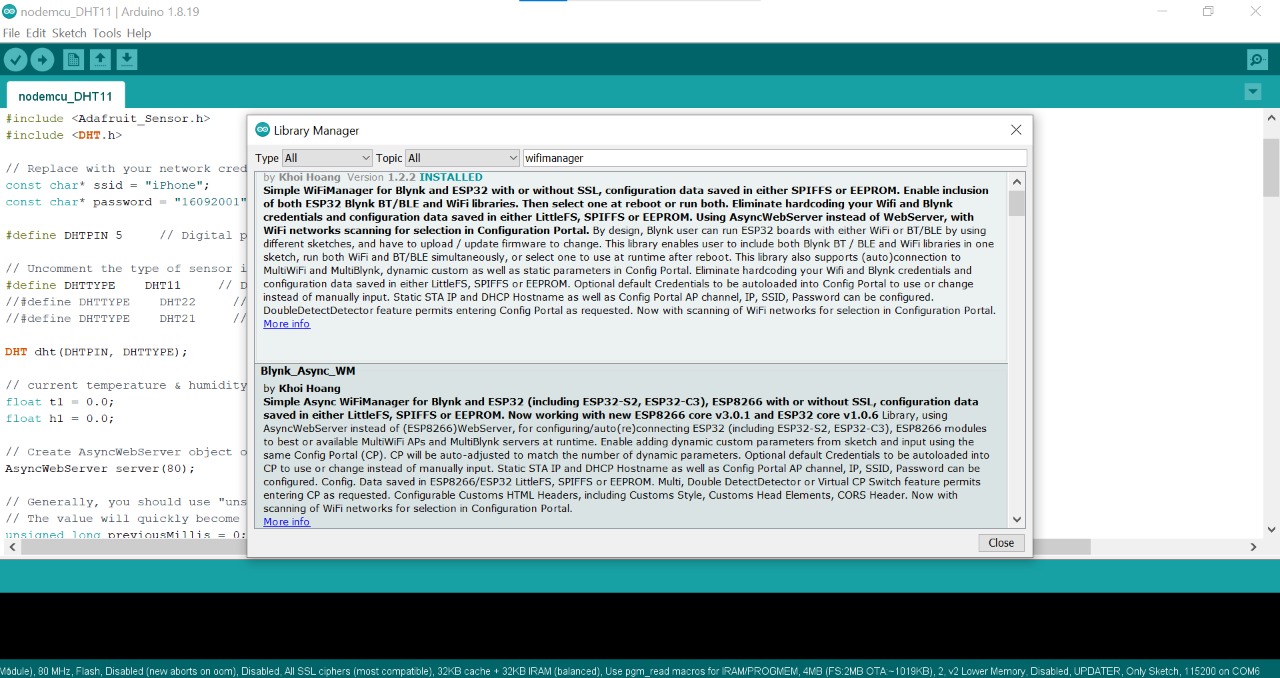 nodemcu_DHT11 | Arduino 1.8.19
File Edit Sketch Tools Help
nodemcu_DHT11
#include <Adafruit_Sensor.h>
#include <DHT.h>
// Replace with your network cred
const char* ssid = "iPhone";
const char* password = "16092001"
#define DHTPIN 5 // Digital p
// Uncomment the type of sensor i
#define DHTTYPE DHT11 // D
//#define DHTTYPE DHT22 //
//#define DHTTYPE DHT21 //
DHT dht(DHTPIN, DHTTYPE);
// current temperature & humidity
float t1 = 0.0;
float h1 = 0.0;
// Create AsyncWebServer object o
AsyncWebServer server(80);
// Generally, you should use "uns
// The value will quickly become
unsigned long previousMillis = 0;
Library Manager
Type All Topic All wifimanager
by Khoi Hoang Version 1.2.2 INSTALLED
Simple WiFiManager for Blynk and ESP32 with or without SSL, configuration data saved in either SPIFFS or EEPROM. Enable inclusion
of both ESP32 Blynk BT/BLE and WiFi libraries. Then select one at reboot or run both. Eliminate hardcoding your Wifi and Blynk
credentials and configuration data saved in either LittleFS, SPIFFS or EEPROM. Using AsyncWebServer instead of WebServer, with
WiFi networks scanning for selection in Configuration Portal. By design, Blynk user can run ESP32 boards with either WiFi or BT/BLE by using
different sketches, and have to upload / update firmware to change. This library enables user to include both Blynk BT / BLE and WiFi libraries in one
sketch, run both WiFi and BT/BLE simultaneously, or select one to use at runtime after reboot. This library also supports (auto)connection to
MultiWiFi and MultiBlynk, dynamic custom as well as static parameters in Config Portal. Eliminate hardcoding your Wifi and Blynk credentials and
configuration data saved in either LittleFS, SPIFFS or EEPROM. Optional default Credentials to be autoloaded into Config Portal to use or change
instead of manually input. Static STA IP and DHCP Hostname as well as Config Portal AP channel, IP, SSID, Password can be configured.
DoubleDetectDetector feature permits entering Config Portal as requested. Now with scanning of WiFi networks for selection in Configuration Portal.
More info
Blynk_Async_WM
by Khoi Hoang
Simple Async WiFiManager for Blynk and ESP32 (including ESP32-S2, ESP32-C3), ESP8266 with or without SSL, configuration data
saved in either LittleFS, SPIFFS or EEPROM. Now working with new ESP8266 core v3.0.1 and ESP32 core v1.0.6 Library, using
AsyncWebServer instead of (ESP8266)WebServer, for configuring/auto(re)connecting ESP32 (including ESP32-S2, ESP32-C3), ESP8266 modules
to best or available MultiWiFi APs and MultiBlynk servers at runtime. Enable adding dynamic custom parameters from sketch and input using the
same Config Portal (CP). CP will be auto-adjusted to match the number of dynamic parameters. Optional default Credentials to be autoloaded into
CP to use or change instead of manually input. Static STA IP and DHCP Hostname as well as Config Portal AP channel, IP, SSID, Password can be
configured. Config. Data saved in ESP8266/ESP32 LittleFS, SPIFFS or EEPROM. Multi, Double DetectDetector or Virtual CP Switch feature permits
entering CP as requested. Configurable Customs HTML Headers, including Customs Style, Customs Head Elements, CORS Header. Now with
scanning of WiFi networks for selection in Configuration Portal.
More info
Close
Module), 80 MHz, Flash, Disabled (new aborts on oom), Disabled, All SSL ciphers (most compatible), 32KB cache + 32KB IRAM (balanced), Use pgm_read macros for IRAM/PROGMEM, 4MB (FS:2MB OTA:~1019KB), 2, v2 Lower Memory, Disabled, UPDATER, Only Sketch, 115200 on COM6